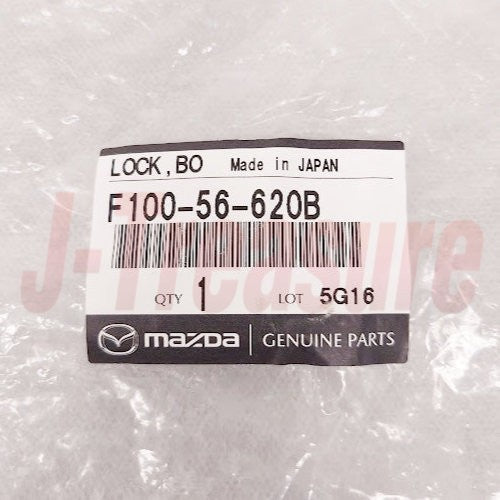 LOCK,BO Made in JAPAN
F100-56-620B
QTY 1 LOT 5G16
mazda GENUINE PARTS
J-Treasure